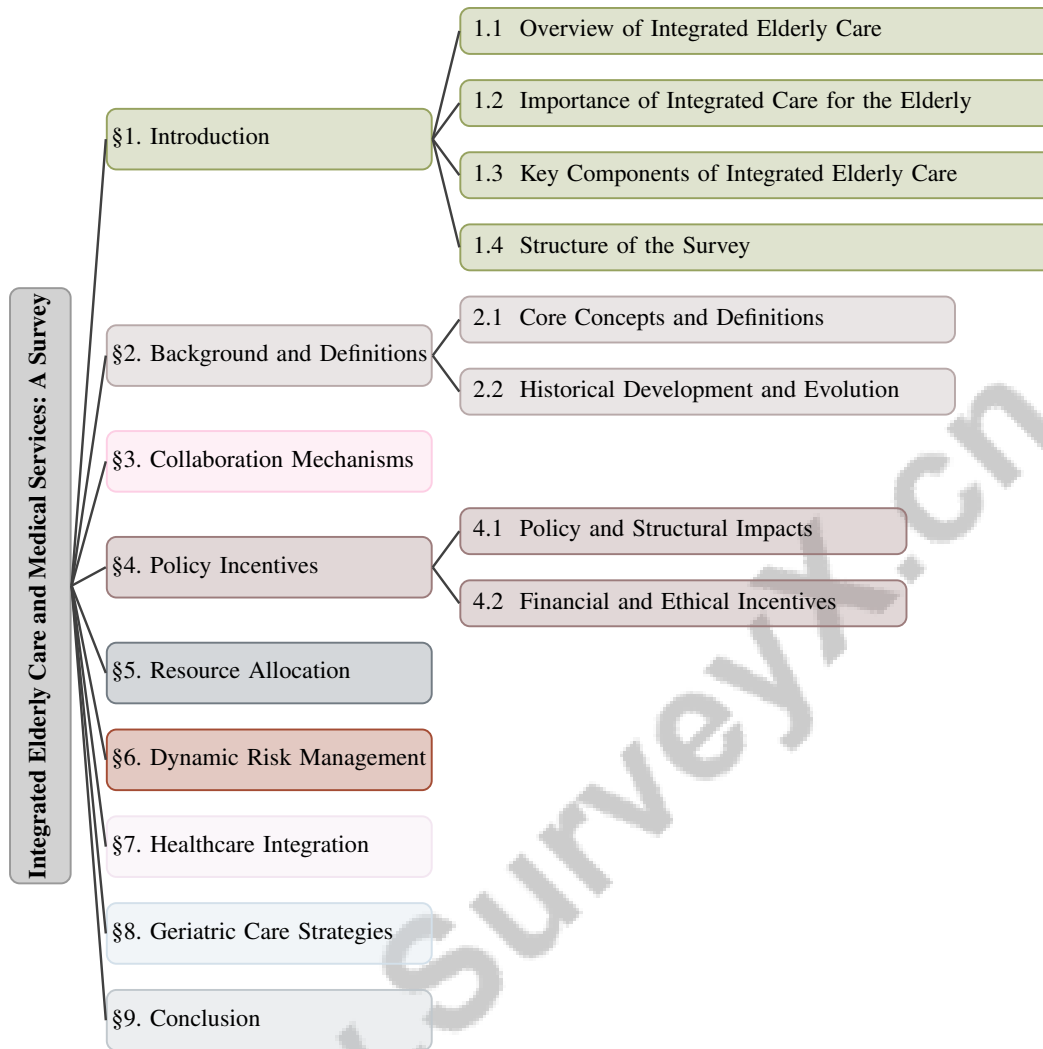 Integrated Elderly Care and Medical Services: A Survey
§1. Introduction
1.1 Overview of Integrated Elderly Care
1.2 Importance of Integrated Care for the Elderly
1.3 Key Components of Integrated Elderly Care
1.4 Structure of the Survey
§2. Background and Definitions
2.1 Core Concepts and Definitions
2.2 Historical Development and Evolution
§3. Collaboration Mechanisms
§4. Policy Incentives
4.1 Policy and Structural Impacts
4.2 Financial and Ethical Incentives
§5. Resource Allocation
§6. Dynamic Risk Management
§7. Healthcare Integration
§8. Geriatric Care Strategies
§9. Conclusion
.SurveyX.cn